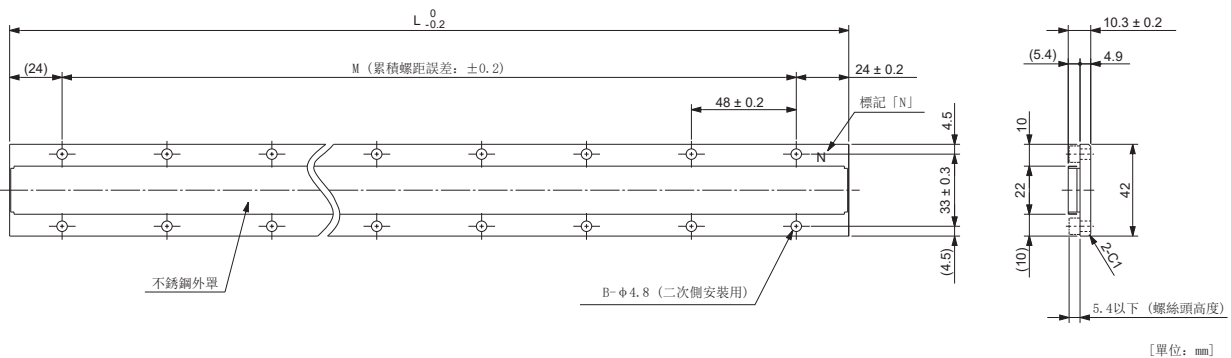 L 0 -0.2
(24)
M (累積螺距誤差: ±0.2)
24 ± 0.2
48 ± 0.2
標記「N」
N
4.5
33 ± 0.3
(4.5)
不銹鋼外罩
B-φ4.8 (二次側安裝用)
10.3 ± 0.2
(5.4)
4.9
10
22
(10)
42
2-C1
5.4以下 (螺絲頭高度)
[單位: mm]